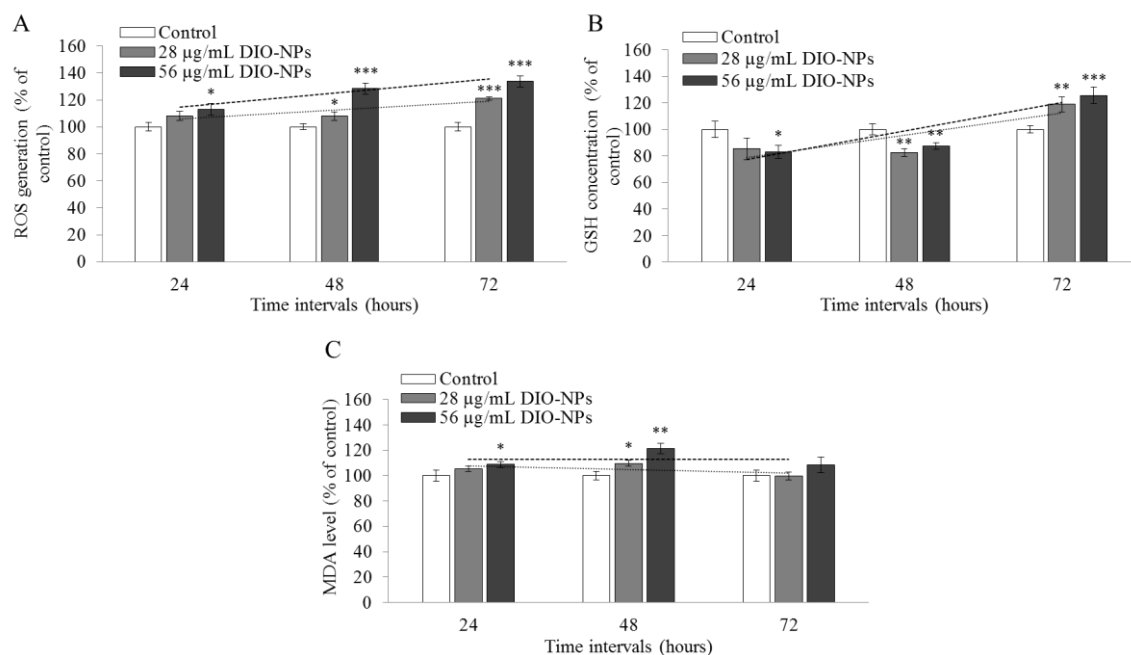 A
ROS generation (% of
control)
160
140
120
100
80
60
40
20
0
Control
28 µg/mL DIO-NPs
56 µg/mL DIO-NPs
*
*
***
***
***
24
48
72
Time intervals (hours)
B
GSH concentration (% of
control)
160
140
120
100
80
60
40
20
0
Control
28 µg/mL DIO-NPs
56 µg/mL DIO-NPs
*
**
**
**
***
24
48
72
Time intervals (hours)
C
MDA level (% of control)
160
140
120
100
80
60
40
20
0
Control
28 µg/mL DIO-NPs
56 µg/mL DIO-NPs
*
*
**
24
48
72
Time intervals (hours)